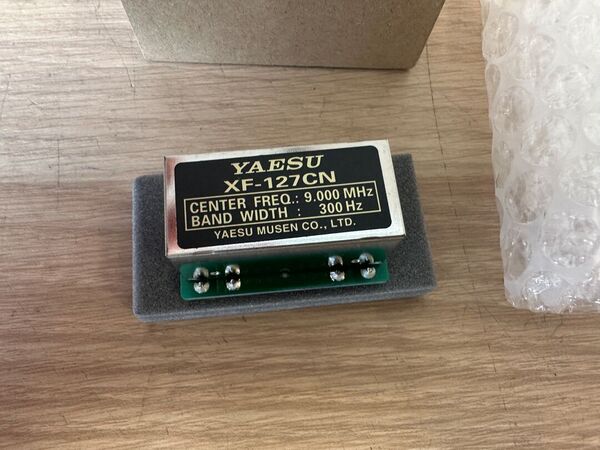 YAESU
XF-127CN
CENTER FREQ.: 9.000 MHz
BAND WIDTH : 300 Hz
YAESU MUSEN CO., LTD.